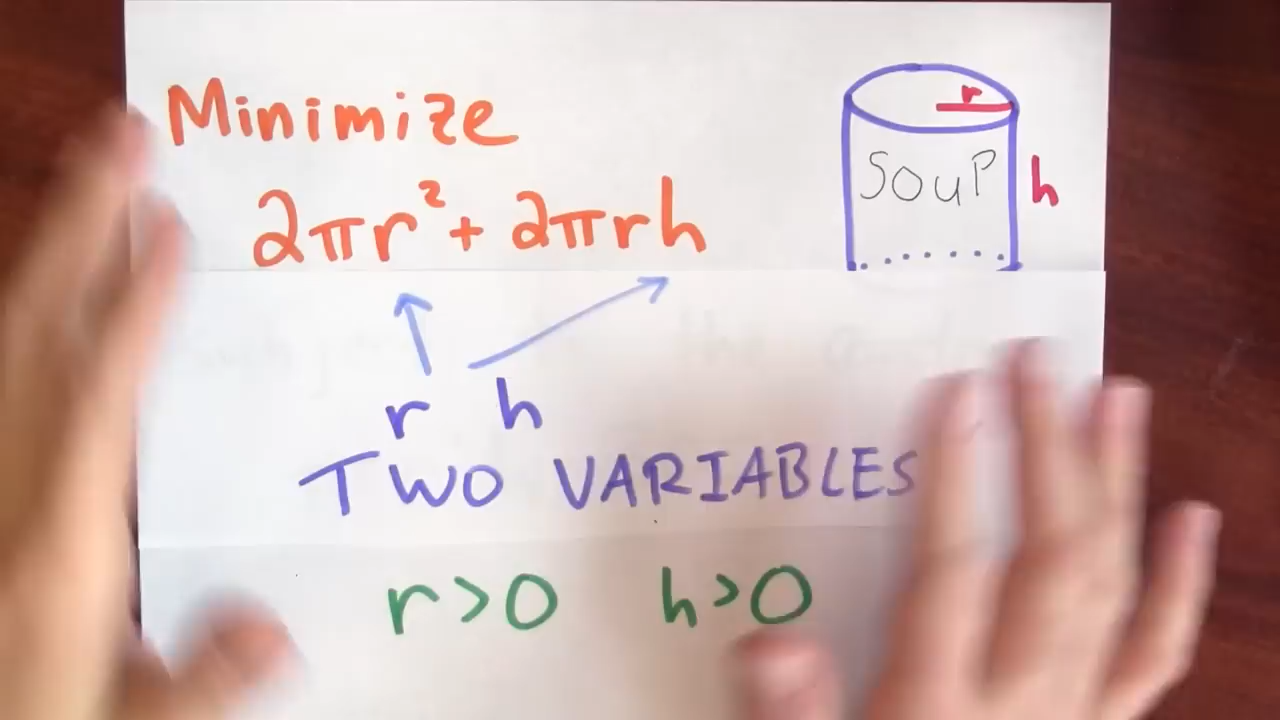 Minimize
2πr² + 2πrh
r
SOUP
h
r h
TWO VARIABLES
r>0 h>0